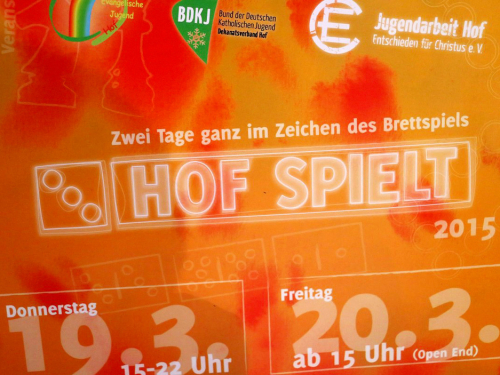 Verans
evangelische
Jugend
BDKJ
Bund der Deutschen
Katholischen Jugend
Dekanatsverband Hof
Jugendarbeit Hof
Entschieden für Christus e.V.
Zwei Tage ganz im Zeichen des Brettspiels
HOF SPIELT
2015
Donnerstag
19.3.
15-22 Uhr
Freitag
20.3.
ab 15 Uhr (Open End)